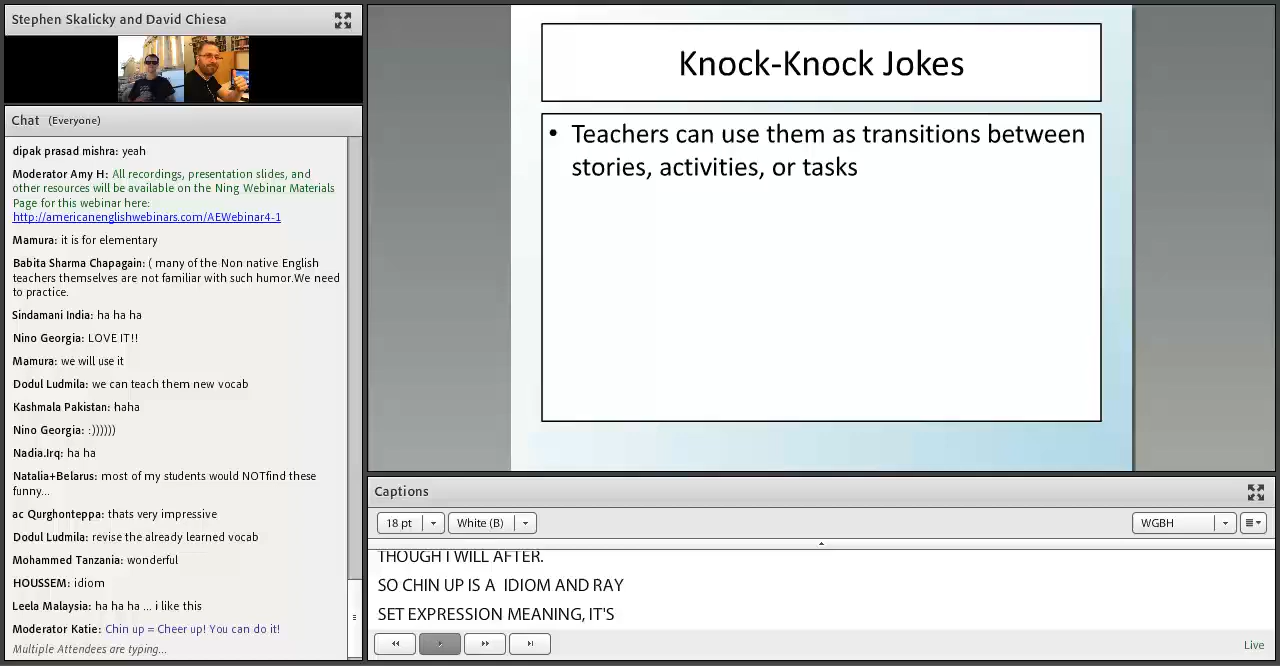 Stephen Skalicky and David Chiesa
Chat (Everyone)
dipak prasad mishra: yeah
Moderator Amy H: All recordings, presentation slides, and
other resources will be available on the Ning Webinar Materials
Page for this webinar here:
http://americanenglishwebinars.com/AEWebinar4-1
Mamura: it is for elementary
Babita Sharma Chapagain: ( many of the Non native English
teachers themselves are not familiar with such humor.We need
to practice.
Sindamani India: ha ha ha
Nino Georgia: LOVE IT!!
Mamura: we will use it
Dodul Ludmila: we can teach them new vocab
Kashmala Pakistan: haha
Nino Georgia: :))))))
Nadia.Irq: ha ha
Natalia+Belarus: most of my students would NOTfind these
funny...
ac Qurghonteppa: thats very impressive
Dodul Ludmila: revise the already learned vocab
Mohammed Tanzania: wonderful
HOUSSEM: idiom
Leela Malaysia: ha ha ha ... i like this
Moderator Katie: Chin up = Cheer up! You can do it!
Multiple Attendees are typing...
Knock-Knock Jokes
• Teachers can use them as transitions between
stories, activities, or tasks
Captions
18 pt White (B) WGBH
THOUGH I WILL AFTER.
SO CHIN UP IS A IDIOM AND RAY
SET EXPRESSION MEANING, IT'S
Live